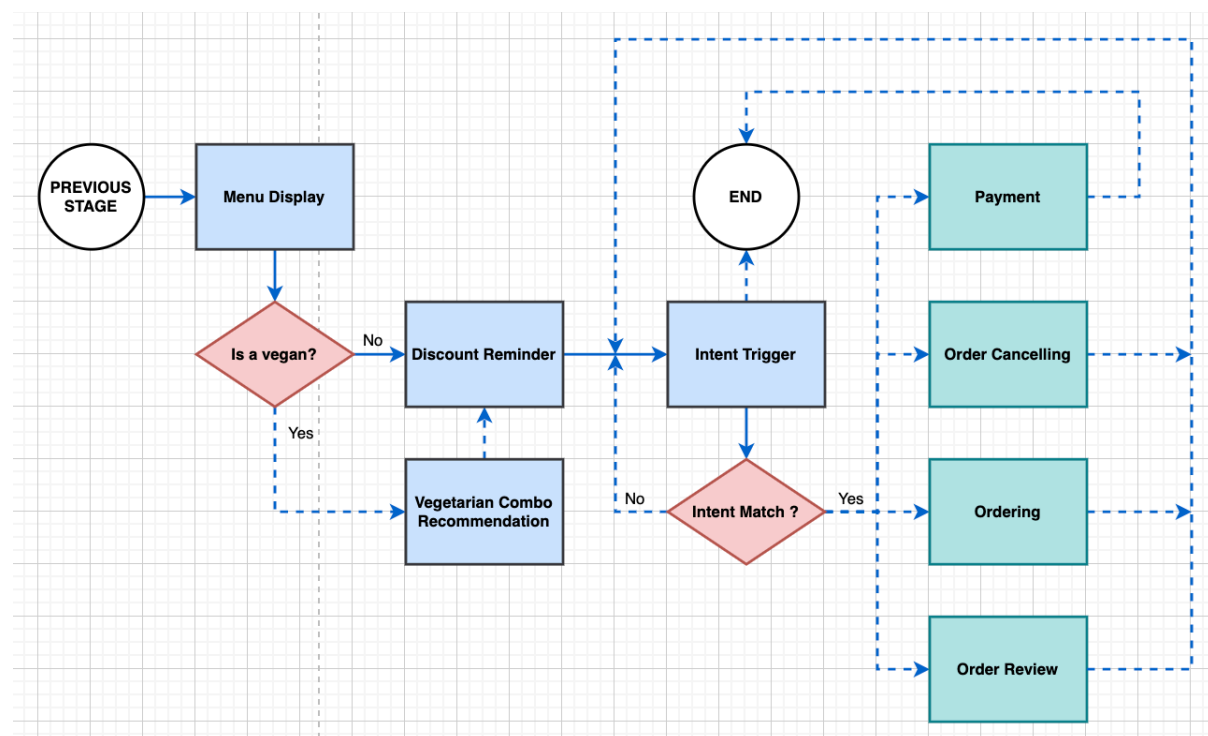 PREVIOUS
STAGE
Menu Display
END
Payment
Is a vegan?
No
Discount Reminder
Intent Trigger
Order Cancelling
Yes
Vegetarian Combo
Recommendation
No
Intent Match ?
Yes
Ordering
Order Review